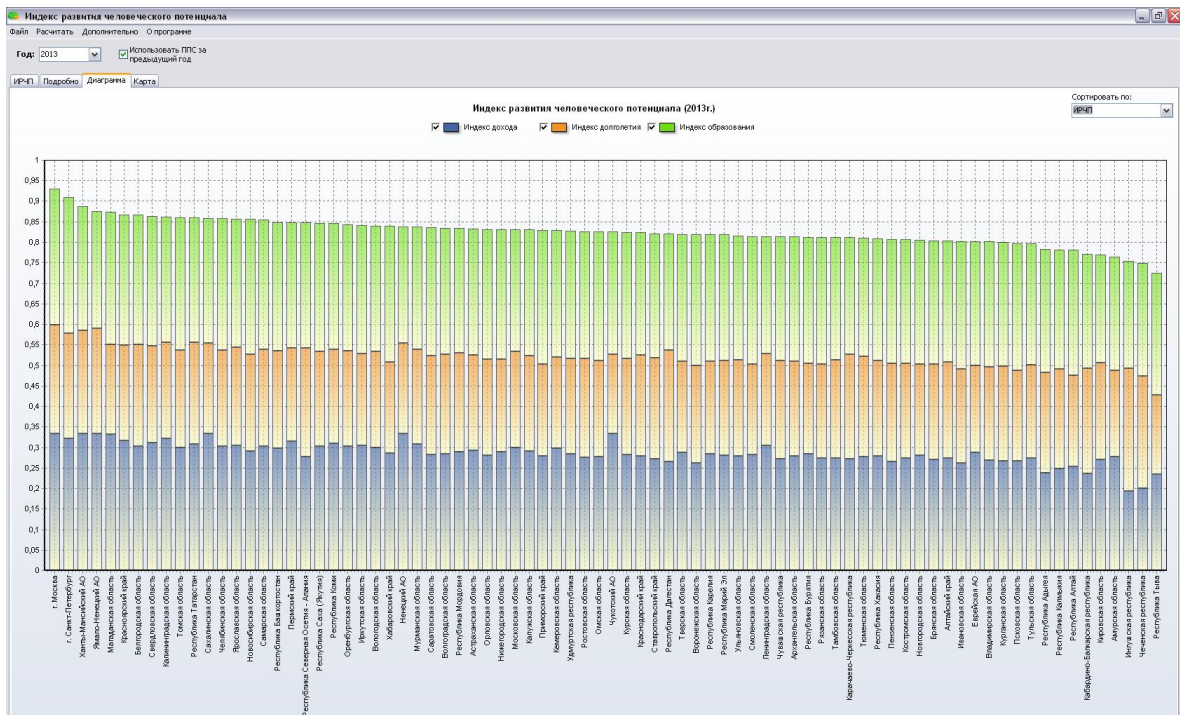 Индекс развития человеческого потенциала
Файл Расчитать Дополнительно О программе
Год: 2013
Использовать ППС за
предыдущий год
ИРЧП Подробно Диаграмма Карта
Сортировать по:
ИРЧП
Индекс развития человеческого потенциала (2013г.)
Индекс дохода Индекс долголетия Индекс образования
1
0,95
0,9
0,85
0,8
0,75
0,7
0,65
0,6
0,55
0,5
0,45
0,4
0,35
0,3
0,25
0,2
0,15
0,1
0,05
0
г. Москва
г. Санкт-Петербург
Ханты-Мансийский АО
Ямало-Ненецкий АО
Магаданская область
Красноярский край
Белгородская область
Свердловская область
Калининградская область
Томская область
Республика Татарстан
Сахалинская область
Челябинская область
Ярославская область
Новосибирская область
Самарская область
Республика Башкортостан
Пермский край
Республика Северная Осетия - Алания
Республика Саха (Якутия)
Республика Коми
Оренбургская область
Иркутская область
Вологодская область
Хабаровский край
Ненецкий АО
Мурманская область
Саратовская область
Волгоградская область
Республика Мордовия
Астраханская область
Орловская область
Нижегородская область
Московская область
Калужская область
Приморский край
Кемеровская область
Удмуртская республика
Ростовская область
Омская область
Чукотский АО
Курская область
Краснодарский край
Ставропольский край
Республика Дагестан
Тверская область
Воронежская область
Республика Карелия
Республика Марий Эл
Ульяновская область
Смоленская область
Ленинградская область
Чувашская республика
Архангельская область
Республика Бурятия
Рязанская область
Тамбовская область
Карачаево-Черкесская республика
Тюменская область
Республика Хакасия
Пензенская область
Костромская область
Новгородская область
Брянская область
Алтайский край
Ивановская область
Еврейская АО
Владимирская область
Курганская область
Псковская область
Тульская область
Республика Адыгея
Республика Калмыкия
Республика Алтай
Кабардино-Балкарская республика
Кировская область
Амурская область
Ингушская республика
Чеченская республика
Республика Тыва